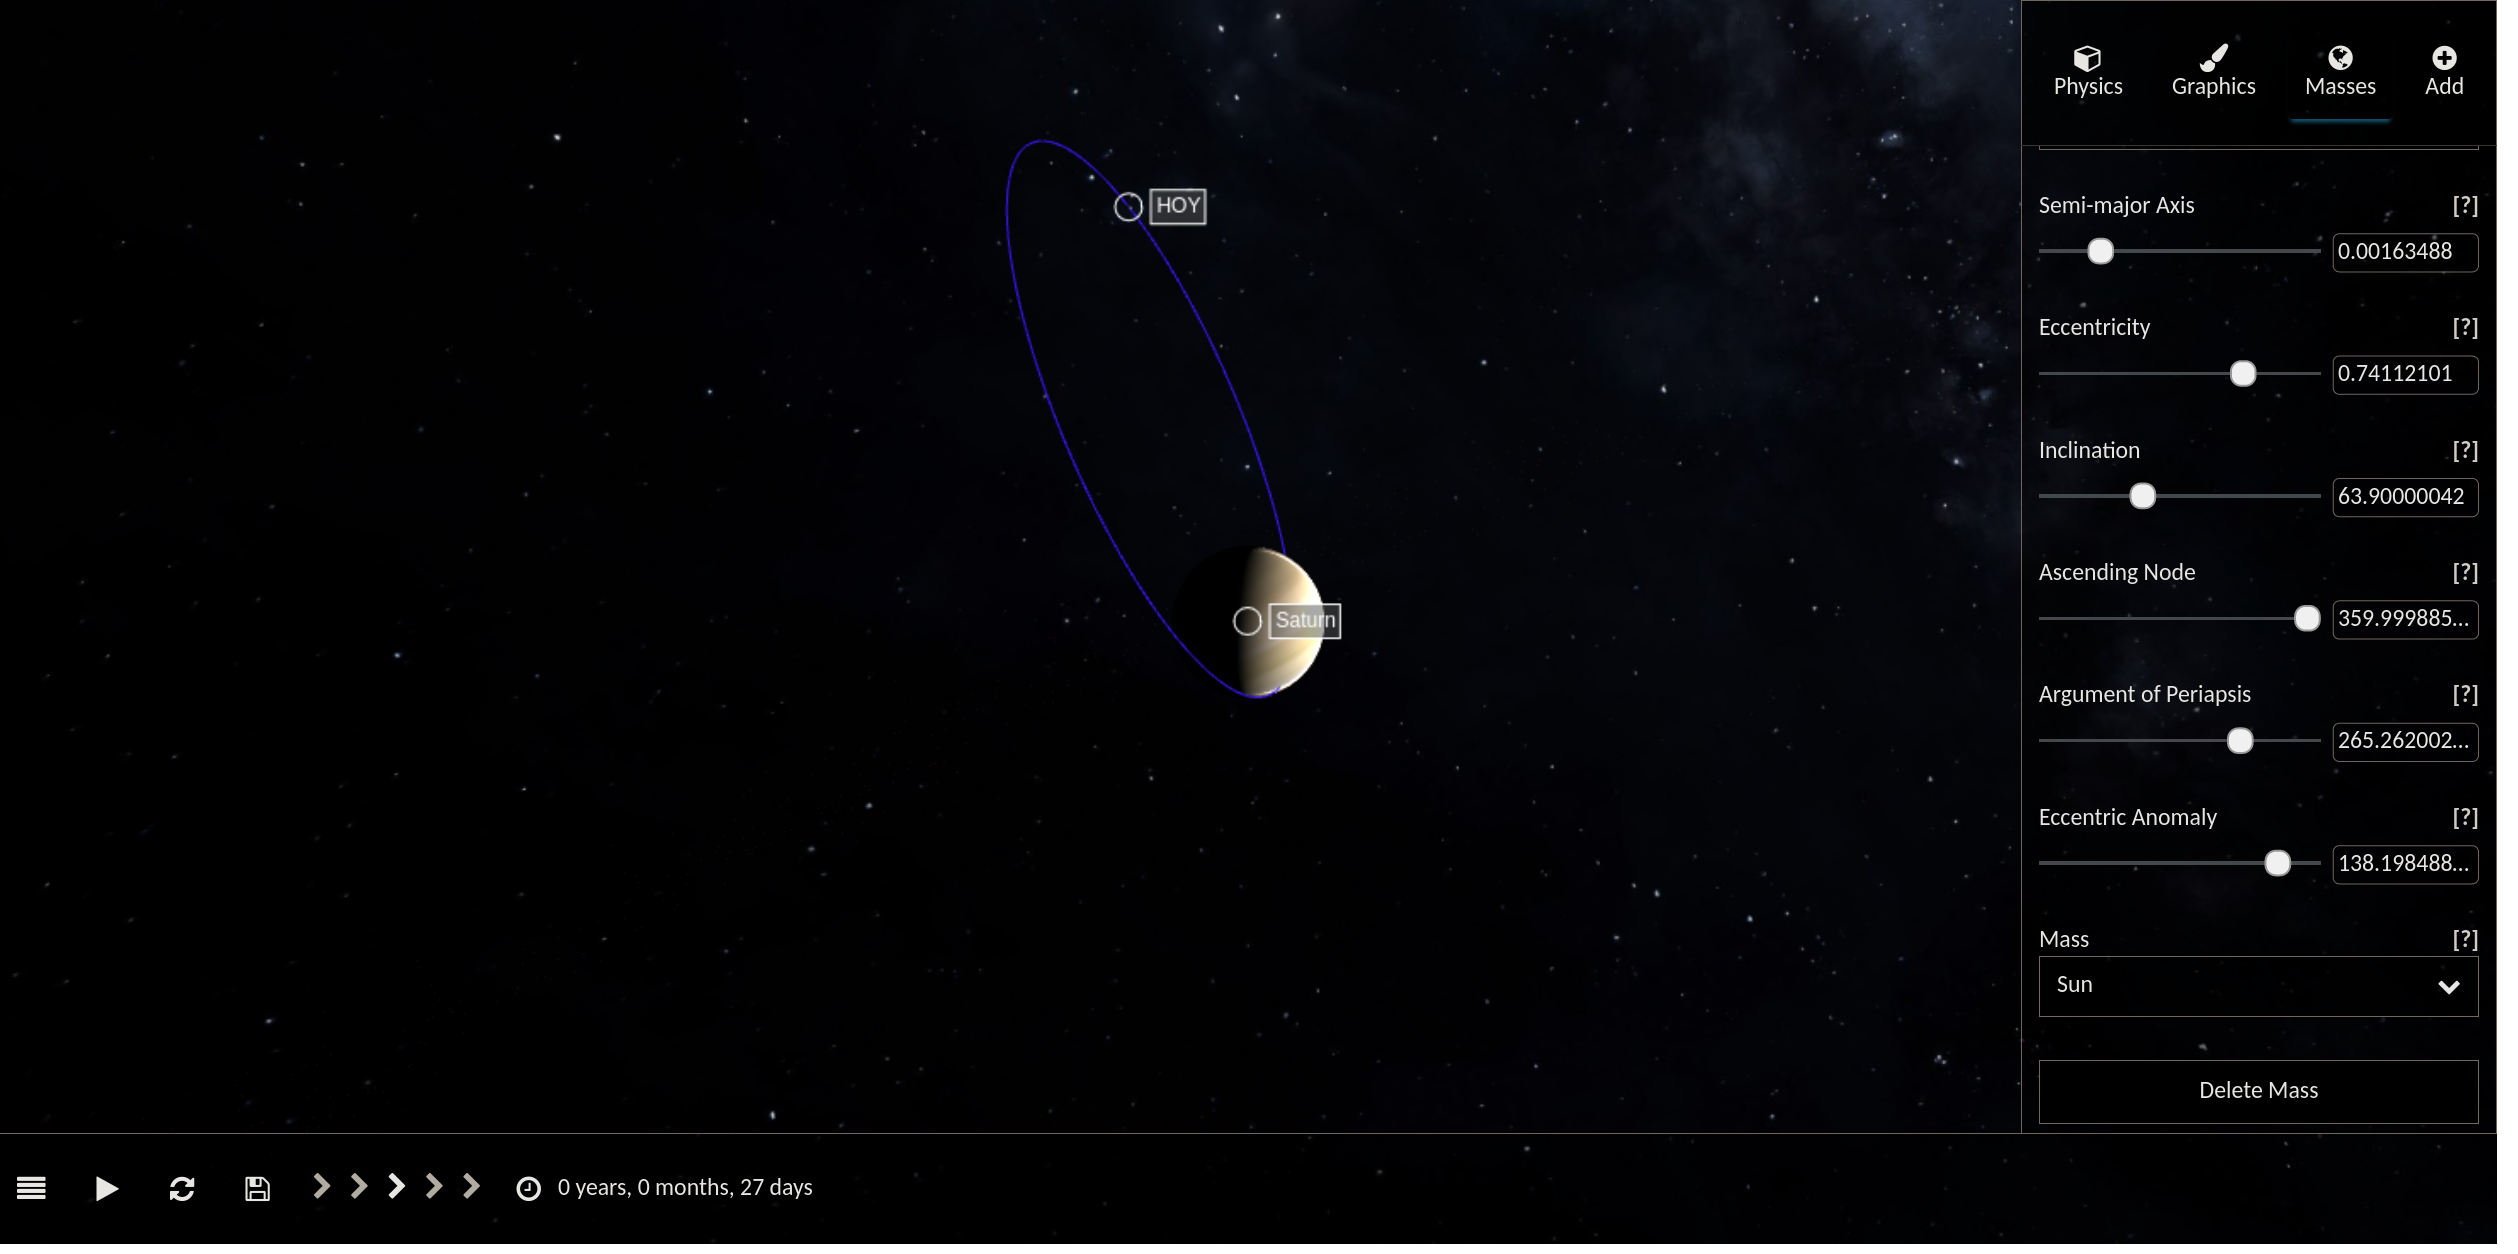 Physics Graphics Masses Add
HOY
Saturn
Semi-major Axis [?]
0.00163488
Eccentricity [?]
0.74112101
Inclination [?]
63.90000042
Ascending Node [?]
359.999885...
Argument of Periapsis [?]
265.262002...
Eccentric Anomaly [?]
138.198488...
Mass [?]
Sun
Delete Mass
0 years, 0 months, 27 days